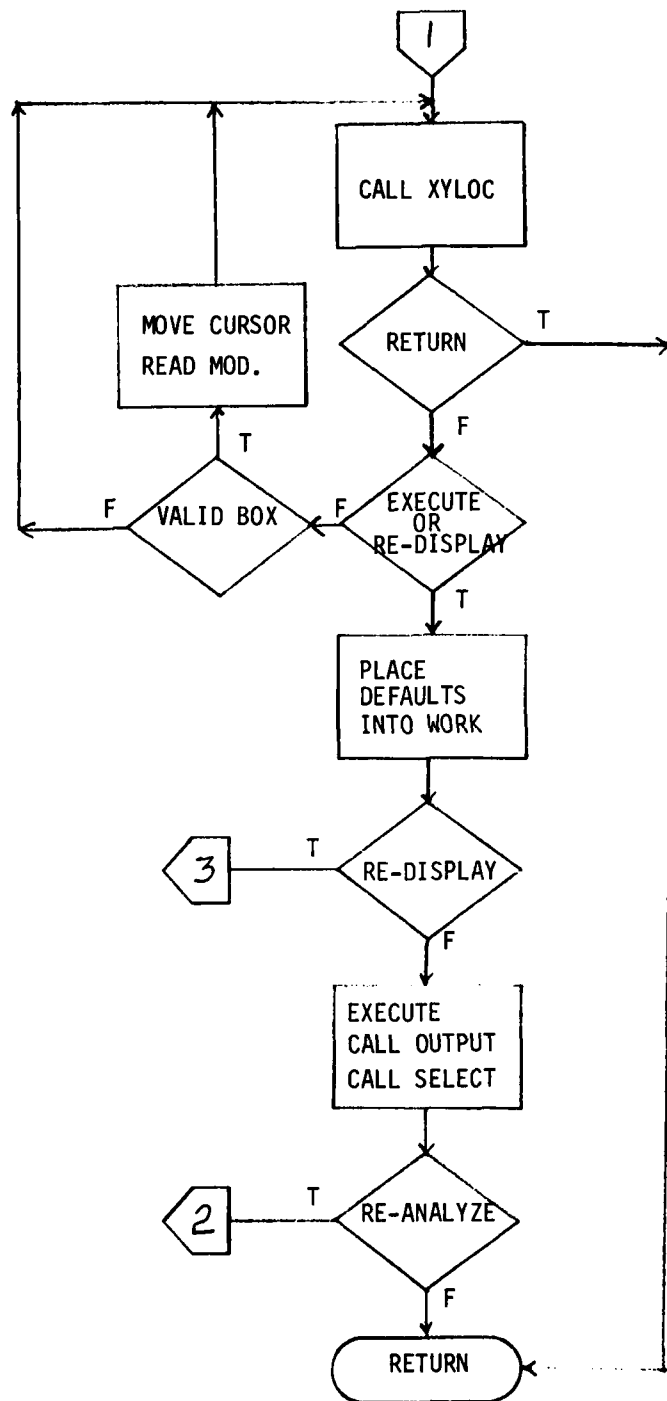 1
CALL XYLOC
RETURN
T
F
MOVE CURSOR
READ MOD.
T
VALID BOX
F
F
EXECUTE
OR
RE-DISPLAY
T
PLACE
DEFAULTS
INTO WORK
3
T
RE-DISPLAY
F
EXECUTE
CALL OUTPUT
CALL SELECT
2
T
RE-ANALYZE
F
RETURN